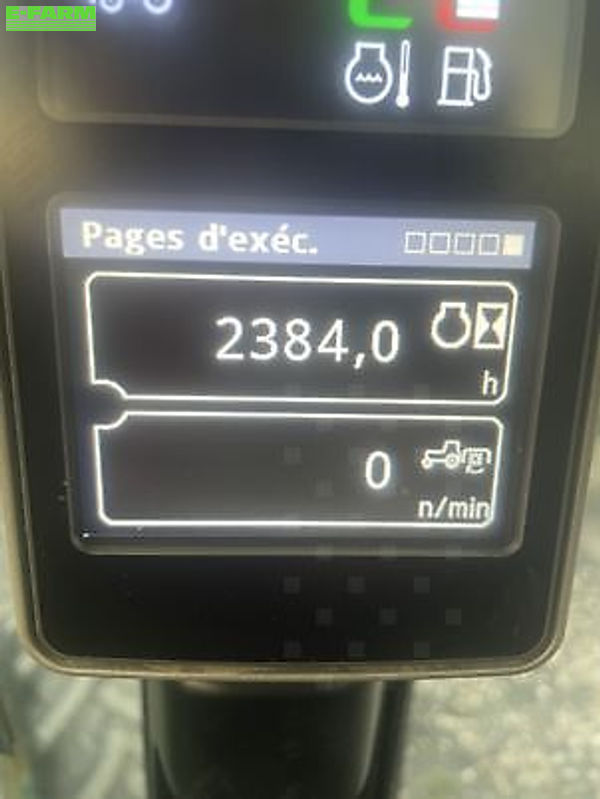 E-FARM
Pages d'exéc.
2384,0
h
0
n/min